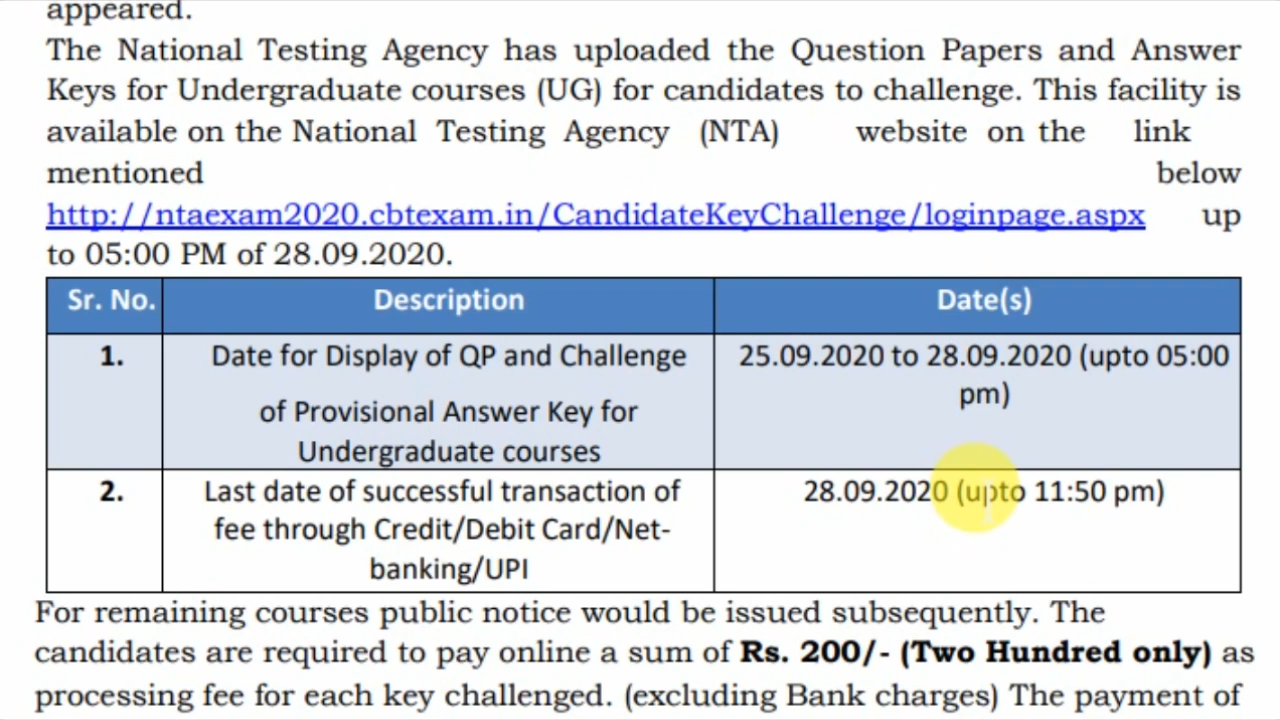 appeared.
The National Testing Agency has uploaded the Question Papers and Answer
Keys for Undergraduate courses (UG) for candidates to challenge. This facility is
available on the National Testing Agency (NTA) website on the link
mentioned below
http://ntaexam2020.cbtexam.in/CandidateKeyChallenge/loginpage.aspx up
to 05:00 PM of 28.09.2020.
Sr. No. Description Date(s)
1. Date for Display of QP and Challenge 25.09.2020 to 28.09.2020 (upto 05:00
pm)
of Provisional Answer Key for
Undergraduate courses
2. Last date of successful transaction of 28.09.2020 (upto 11:50 pm)
fee through Credit/Debit Card/Net-
banking/UPI
For remaining courses public notice would be issued subsequently. The
candidates are required to pay online a sum of Rs. 200/- (Two Hundred only) as
processing fee for each key challenged. (excluding Bank charges) The payment of